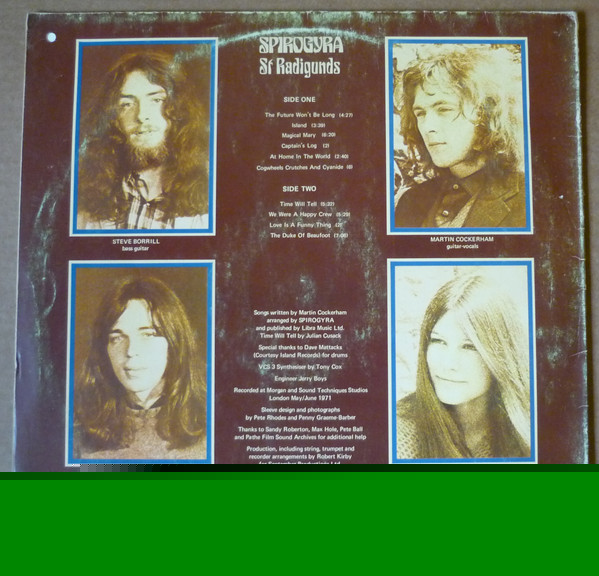 SPIROGYRA
St Radigunds
SIDE ONE
The Future Won't Be Long (4:27)
Island (3:39)
Magical Mary (6:20)
Captain's Log (2)
At Home In The World (2:40)
Cogwheels Crutches And Cyanide (6)
SIDE TWO
Time Will Tell (5:32)
We Were A Happy Crew (5:29)
Love Is A Funny Thing (2)
The Duke Of Beaufoot (7:06)
STEVE BORRILL
bass guitar
MARTIN COCKERHAM
guitar-vocals
Songs written by Martin Cockerham
arranged by SPIROGYRA
and published by Libra Music Ltd.
Time Will Tell by Julian Cusack
Special thanks to Dave Mattacks
(Courtesy Island Records) for drums
VCS 3 Synthesiser by Tony Cox
Engineer Jerry Boys
Recorded at Morgan and Sound Techniques Studios
London May/June 1971
Sleeve design and photographs
by Pete Rhodes and Penny Graeme-Barber
Thanks to Sandy Roberton, Max Hole, Pete Ball
and Pathe Film Sound Archives for additional help
Production, including string, trumpet and
recorder arrangements by Robert Kirby
for September Productions Ltd.